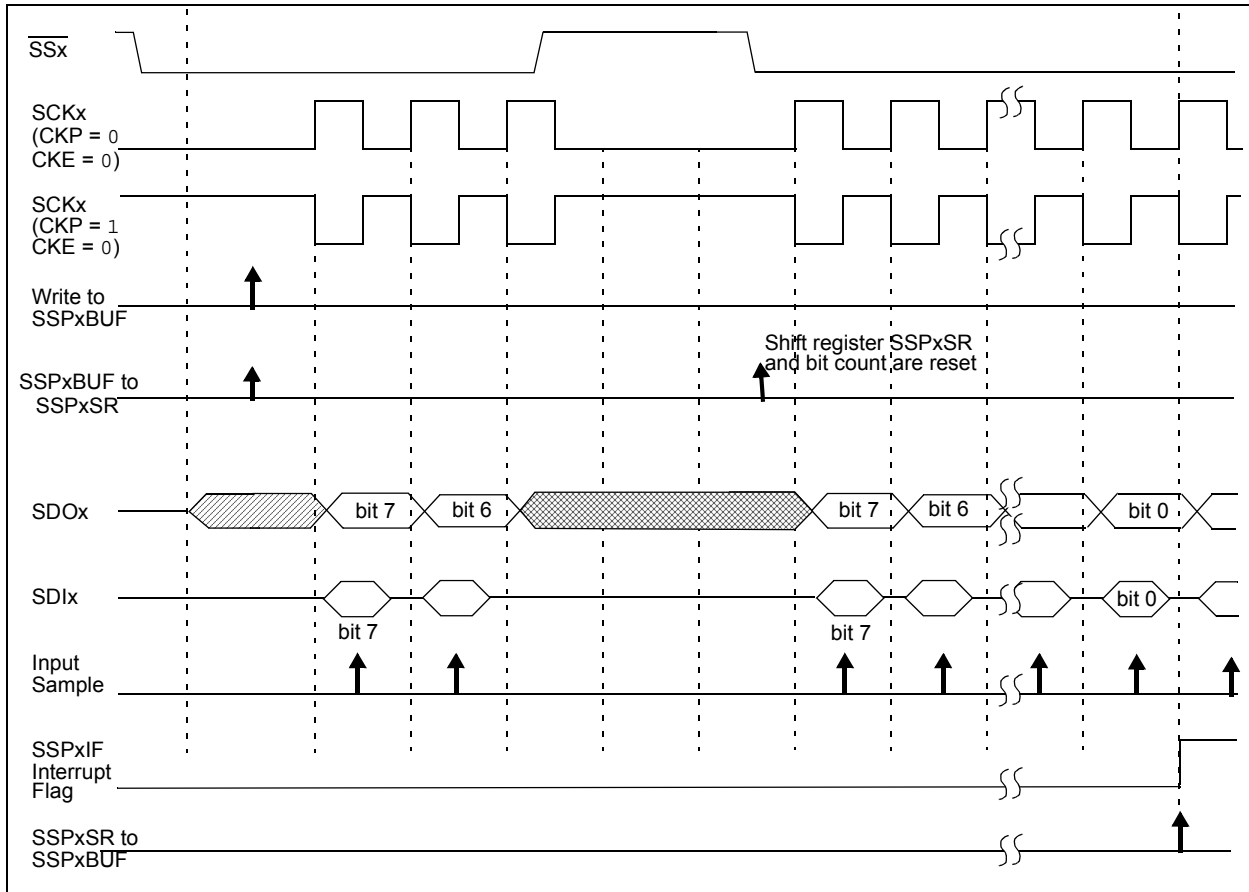 SSx
SCKx
(CKP = 0
CKE = 0)
SCKx
(CKP = 1
CKE = 0)
Write to
SSPxBUF
Shift register SSPxSR
and bit count are reset
SSPxBUF to
SSPxSR
SDOx
bit 7
bit 6
bit 7
bit 6
bit 0
SDIx
bit 0
bit 7
bit 7
Input
Sample
SSPxIF
Interrupt
Flag
SSPxSR to
SSPxBUF